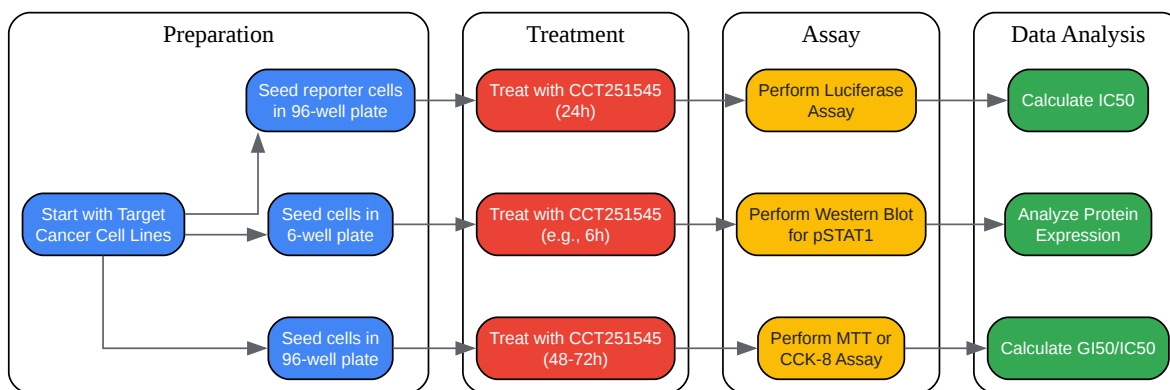 Preparation
Treatment
Assay
Data Analysis
Seed reporter cells
in 96-well plate
Treat with CCT251545
(24h)
Perform Luciferase
Assay
Calculate IC50
Start with Target
Cancer Cell Lines
Seed cells in
6-well plate
Treat with CCT251545
(e.g., 6h)
Perform Western Blot
for pSTAT1
Analyze Protein
Expression
Seed cells in
96-well plate
Treat with CCT251545
(48-72h)
Perform MTT or
CCK-8 Assay
Calculate GI50/IC50